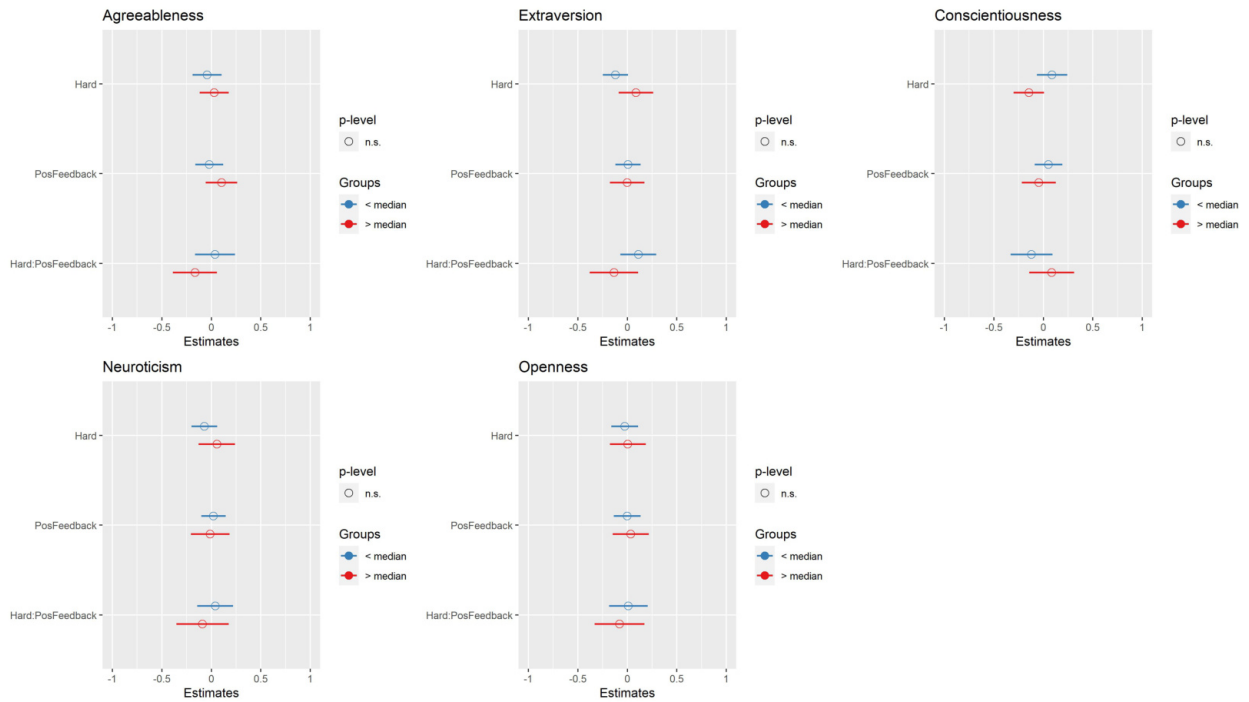 Agreeableness
Hard
PosFeedback
Hard:PosFeedback
-1 -0.5 0 0.5 1
Estimates
p-level
n.s.
Groups
< median
> median
Extraversion
Hard
PosFeedback
Hard:PosFeedback
-1 -0.5 0 0.5 1
Estimates
p-level
n.s.
Groups
< median
> median
Conscientiousness
Hard
PosFeedback
Hard:PosFeedback
-1 -0.5 0 0.5 1
Estimates
p-level
n.s.
Groups
< median
> median
Neuroticism
Hard
PosFeedback
Hard:PosFeedback
-1 -0.5 0 0.5 1
Estimates
p-level
n.s.
Groups
< median
> median
Openness
Hard
PosFeedback
Hard:PosFeedback
-1 -0.5 0 0.5 1
Estimates
p-level
n.s.
Groups
< median
> median